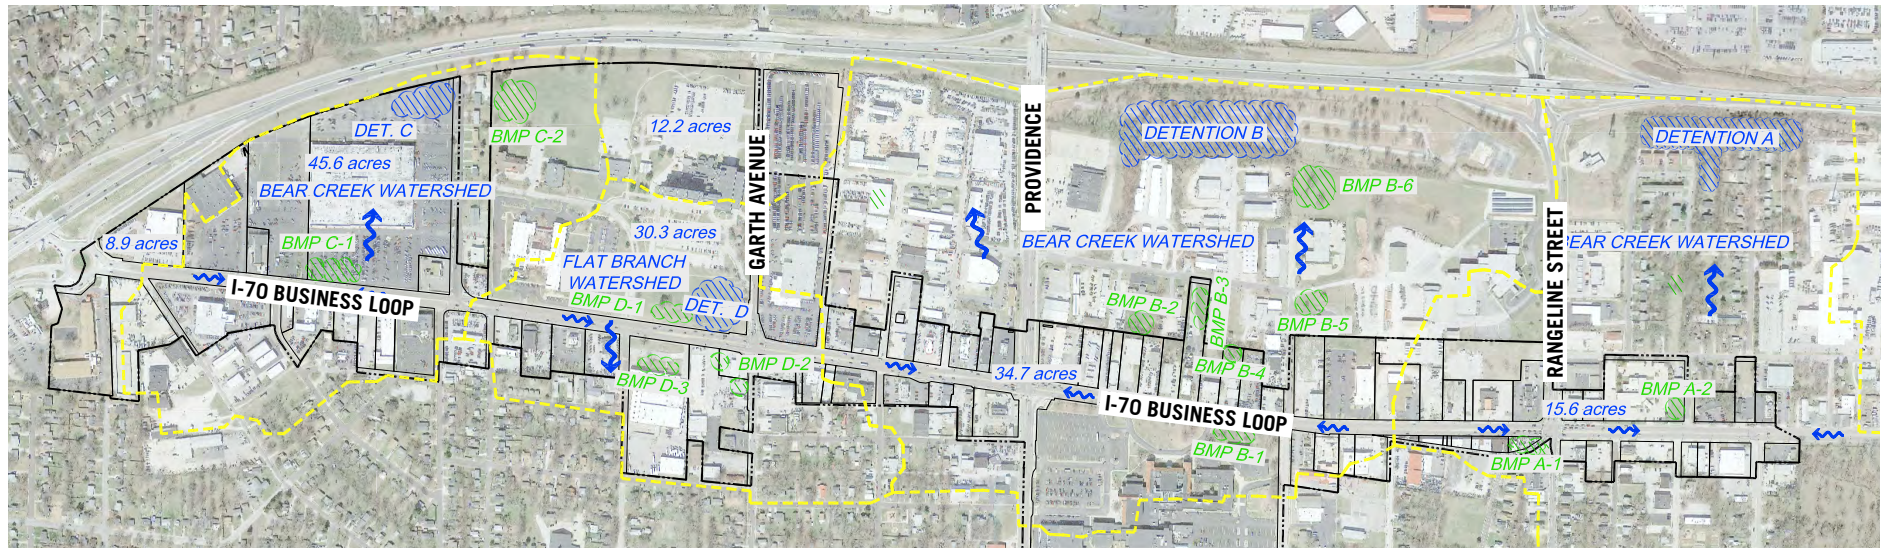 DET. C
BMP C-2
12.2 acres
45.6 acres
BEAR CREEK WATERSHED
GARTH AVENUE
PROVIDENCE
DETENTION B
DETENTION A
BMP B-6
8.9 acres
BMP C-1
30.3 acres
FLAT BRANCH
WATERSHED
BEAR CREEK WATERSHED
RANGELINE STREET
BEAR CREEK WATERSHED
I-70 BUSINESS LOOP
BMP D-1
DET. D
BMP B-2
BMP B-3
BMP B-5
BMP D-3
BMP D-2
34.7 acres
BMP B-4
I-70 BUSINESS LOOP
BMP B-1
15.6 acres
BMP A-2
BMP A-1